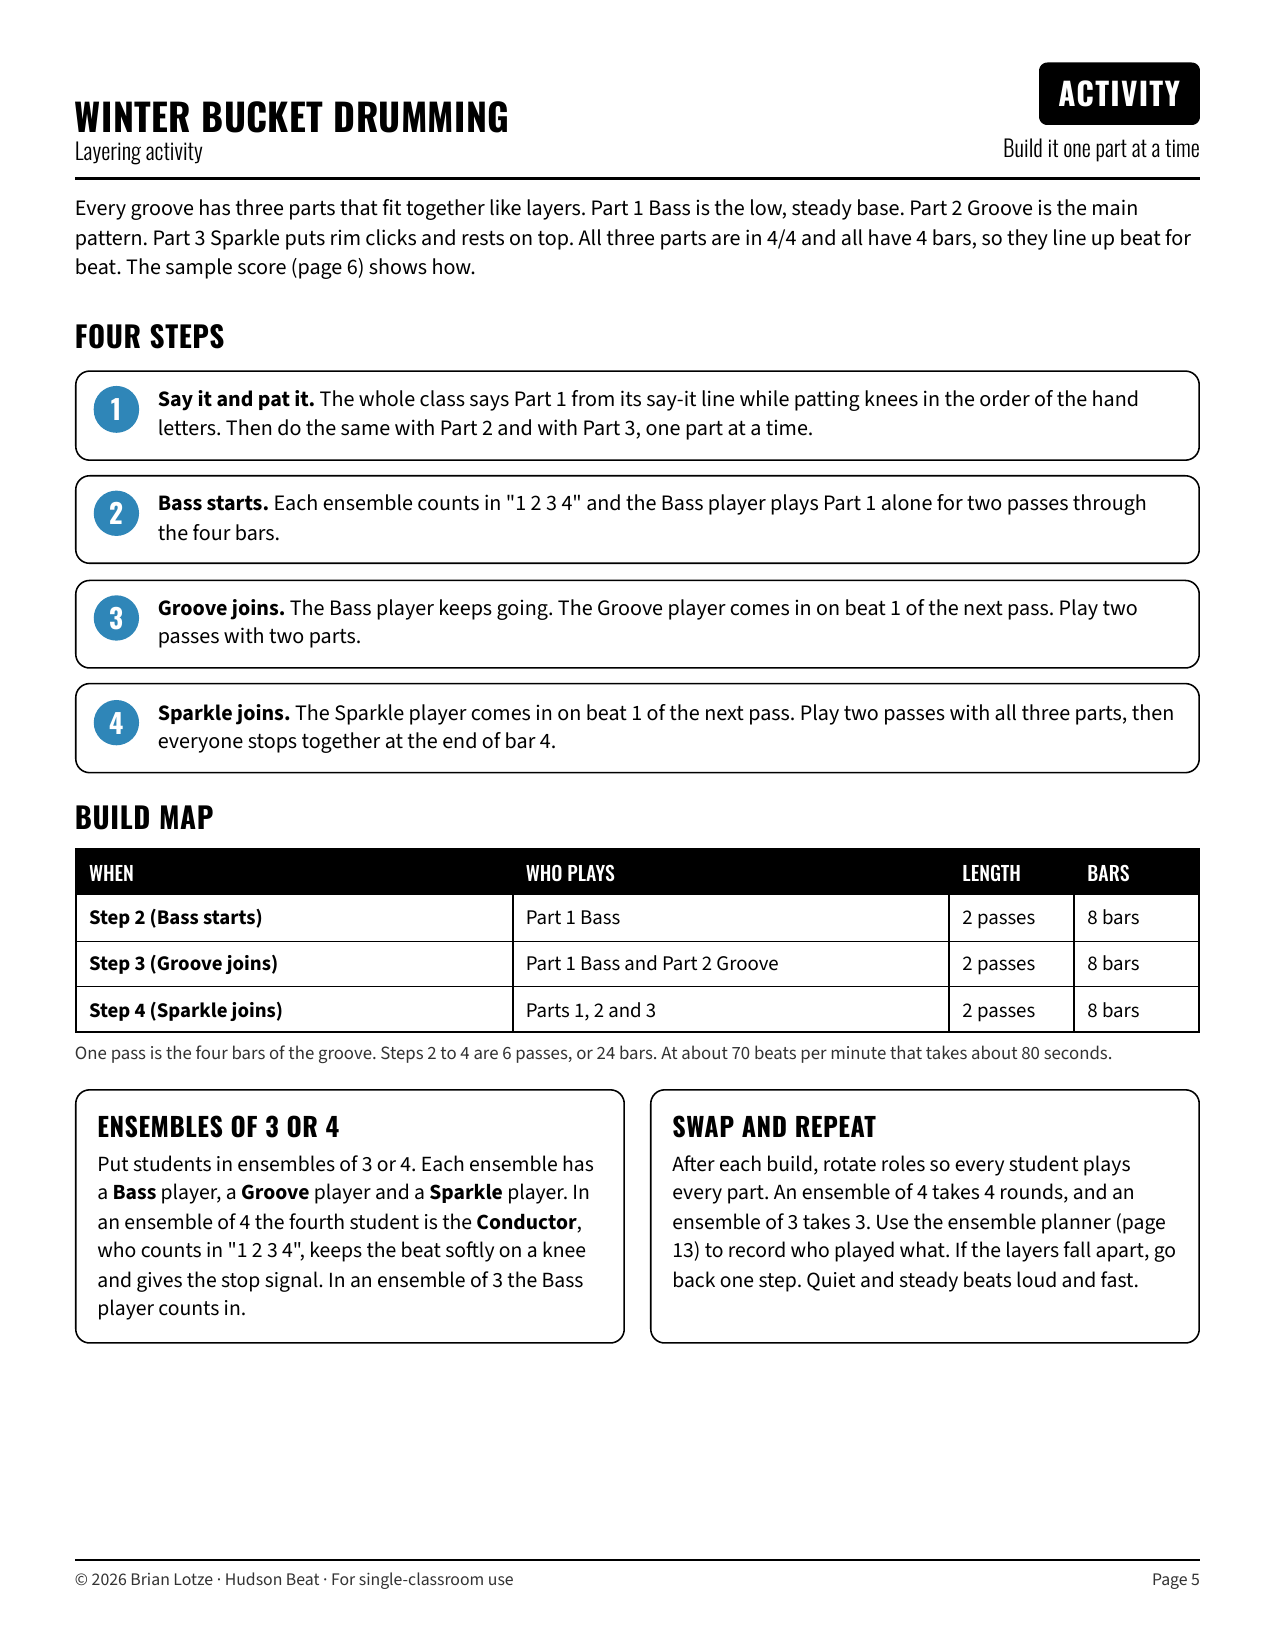 ACTIVITY
WINTER BUCKET DRUMMING
Layering activity
Build it one part at a time
Every groove has three parts that fit together like layers. Part 1 Bass is the low, steady base. Part 2 Groove is the main
pattern. Part 3 Sparkle puts rim clicks and rests on top. All three parts are in 4/4 and all have 4 bars, so they line up beat for
beat. The sample score (page 6) shows how.
FOUR STEPS
1
Say it and pat it. The whole class says Part 1 from its say-it line while patting knees in the order of the hand
letters. Then do the same with Part 2 and with Part 3, one part at a time.
2
Bass starts. Each ensemble counts in "1 2 3 4" and the Bass player plays Part 1 alone for two passes through
the four bars.
3
Groove joins. The Bass player keeps going. The Groove player comes in on beat 1 of the next pass. Play two
passes with two parts.
4
Sparkle joins. The Sparkle player comes in on beat 1 of the next pass. Play two passes with all three parts, then
everyone stops together at the end of bar 4.
BUILD MAP
WHEN WHO PLAYS LENGTH BARS
Step 2 (Bass starts) Part 1 Bass 2 passes 8 bars
Step 3 (Groove joins) Part 1 Bass and Part 2 Groove 2 passes 8 bars
Step 4 (Sparkle joins) Parts 1, 2 and 3 2 passes 8 bars
One pass is the four bars of the groove. Steps 2 to 4 are 6 passes, or 24 bars. At about 70 beats per minute that takes about 80 seconds.
ENSEMBLES OF 3 OR 4
Put students in ensembles of 3 or 4. Each ensemble has
a Bass player, a Groove player and a Sparkle player. In
an ensemble of 4 the fourth student is the Conductor,
who counts in "1 2 3 4", keeps the beat softly on a knee
and gives the stop signal. In an ensemble of 3 the Bass
player counts in.
SWAP AND REPEAT
After each build, rotate roles so every student plays
every part. An ensemble of 4 takes 4 rounds, and an
ensemble of 3 takes 3. Use the ensemble planner (page
13) to record who played what. If the layers fall apart, go
back one step. Quiet and steady beats loud and fast.
© 2026 Brian Lotze · Hudson Beat · For single-classroom use
Page 5